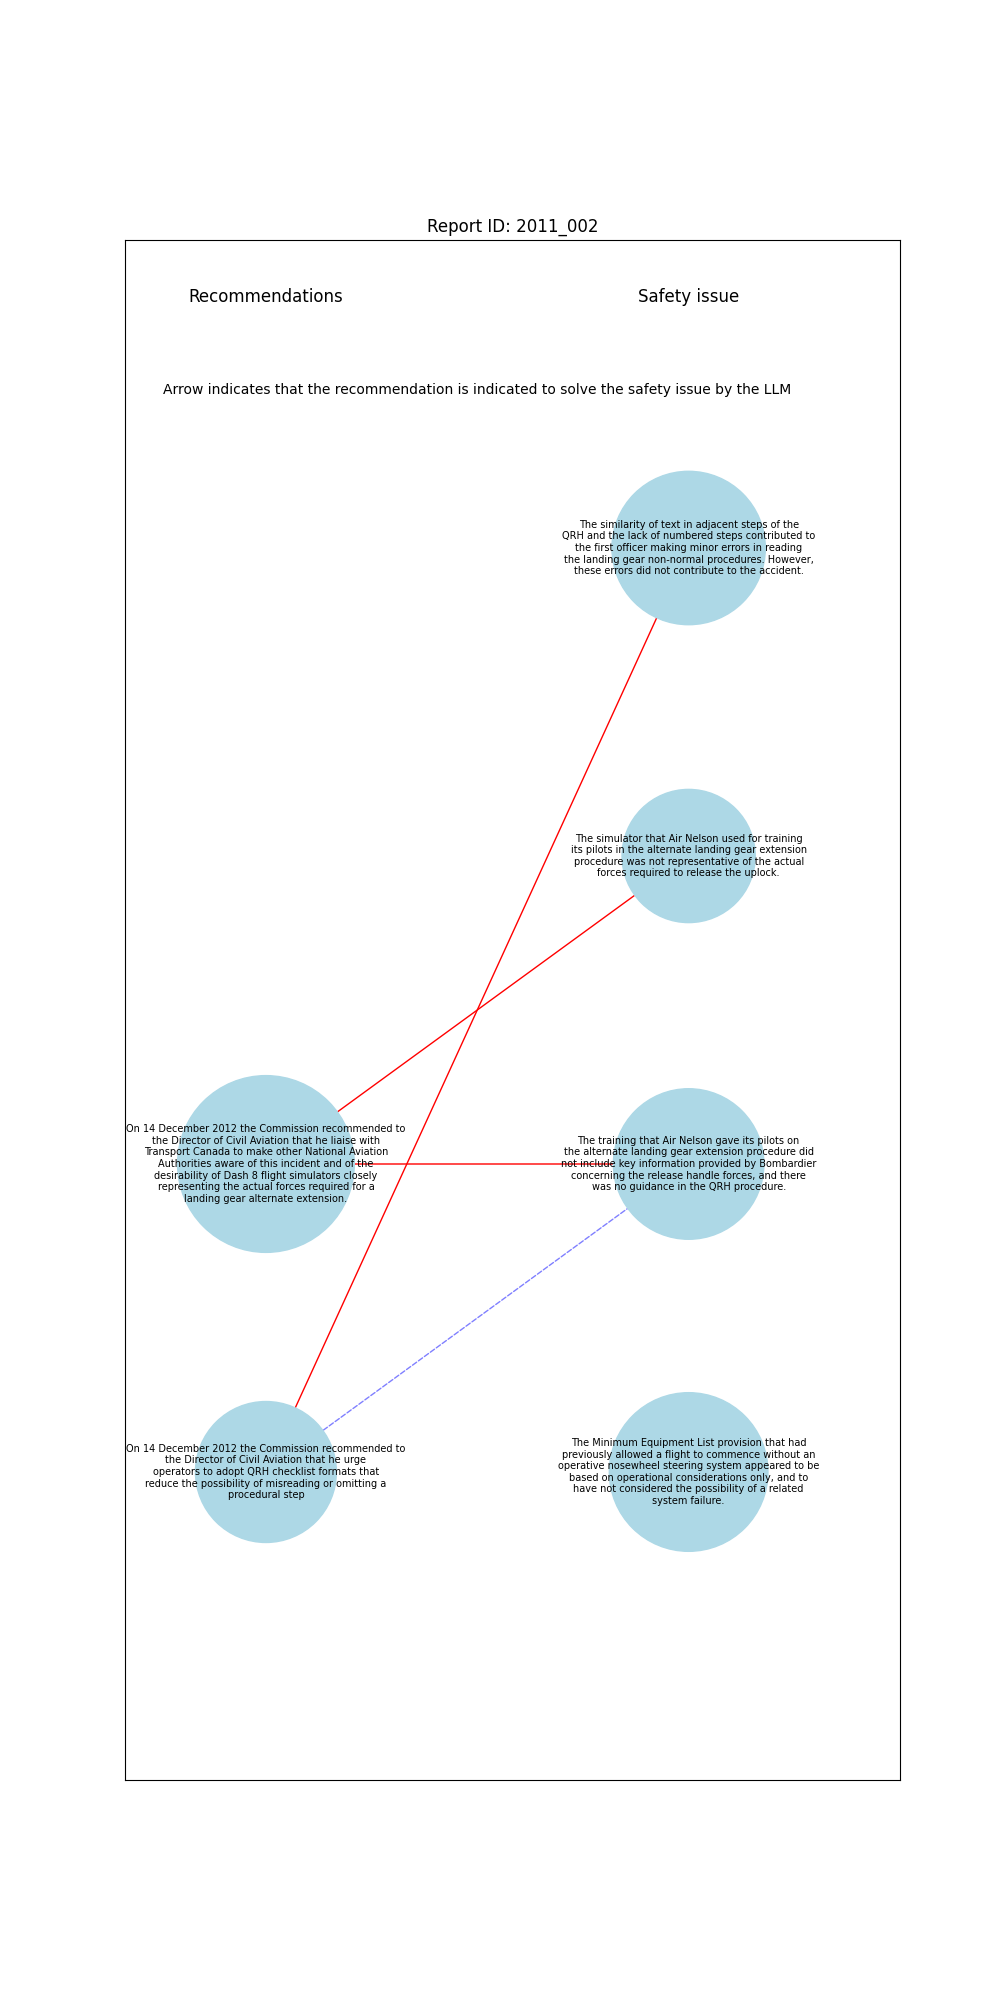 Report ID: 2011_002
Recommendations
Safety issue
Arrow indicates that the recommendation is indicated to solve the safety issue by the LLM
The similarity of text in adjacent steps of the
QRH and the lack of numbered steps contributed to
the first officer making minor errors in reading
the landing gear non-normal procedures. However,
these errors did not contribute to the accident.
The simulator that Air Nelson used for training
its pilots in the alternate landing gear extension
procedure was not representative of the actual
forces required to release the uplock.
On 14 December 2012 the Commission recommended to
the Director of Civil Aviation that he liaise with
Transport Canada to make other National Aviation
Authorities aware of this incident and of the
desirability of Dash 8 flight simulators closely
representing the actual forces required for a
landing gear alternate extension.
The training that Air Nelson gave its pilots on
the alternate landing gear extension procedure did
not include key information provided by Bombardier
concerning the release handle forces, and there
was no guidance in the QRH procedure.
On 14 December 2012 the Commission recommended to
the Director of Civil Aviation that he urge
operators to adopt QRH checklist formats that
reduce the possibility of misreading or omitting a
procedural step
The Minimum Equipment List provision that had
previously allowed a flight to commence without an
operative nosewheel steering system appeared to be
based on operational considerations only, and to
have not considered the possibility of a related
system failure.